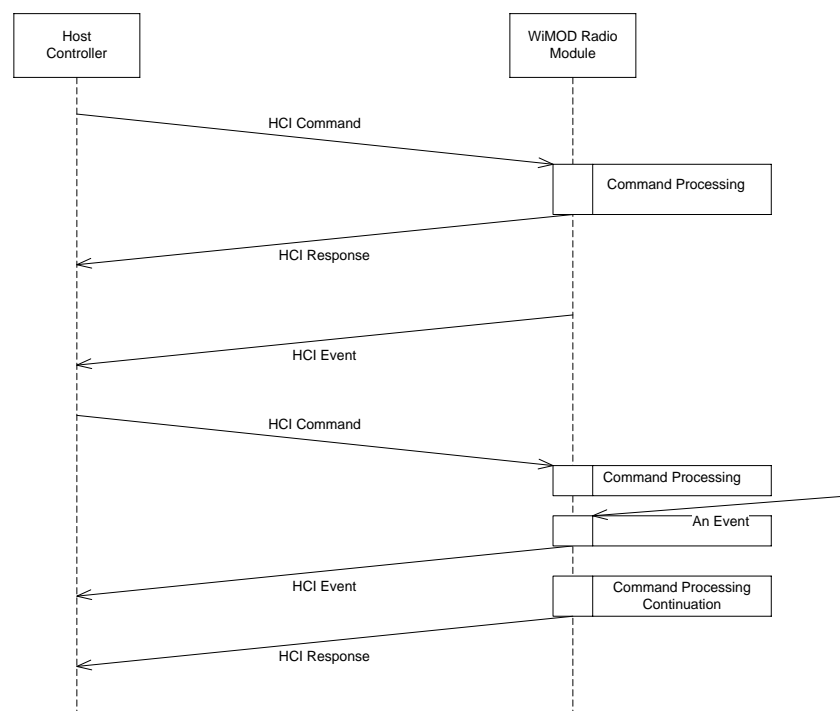 Host
Controller
WiMOD Radio
Module
HCI Command
Command Processing
HCI Response
HCI Event
HCI Command
Command Processing
An Event
HCI Event
Command Processing
Continuation
HCI Response